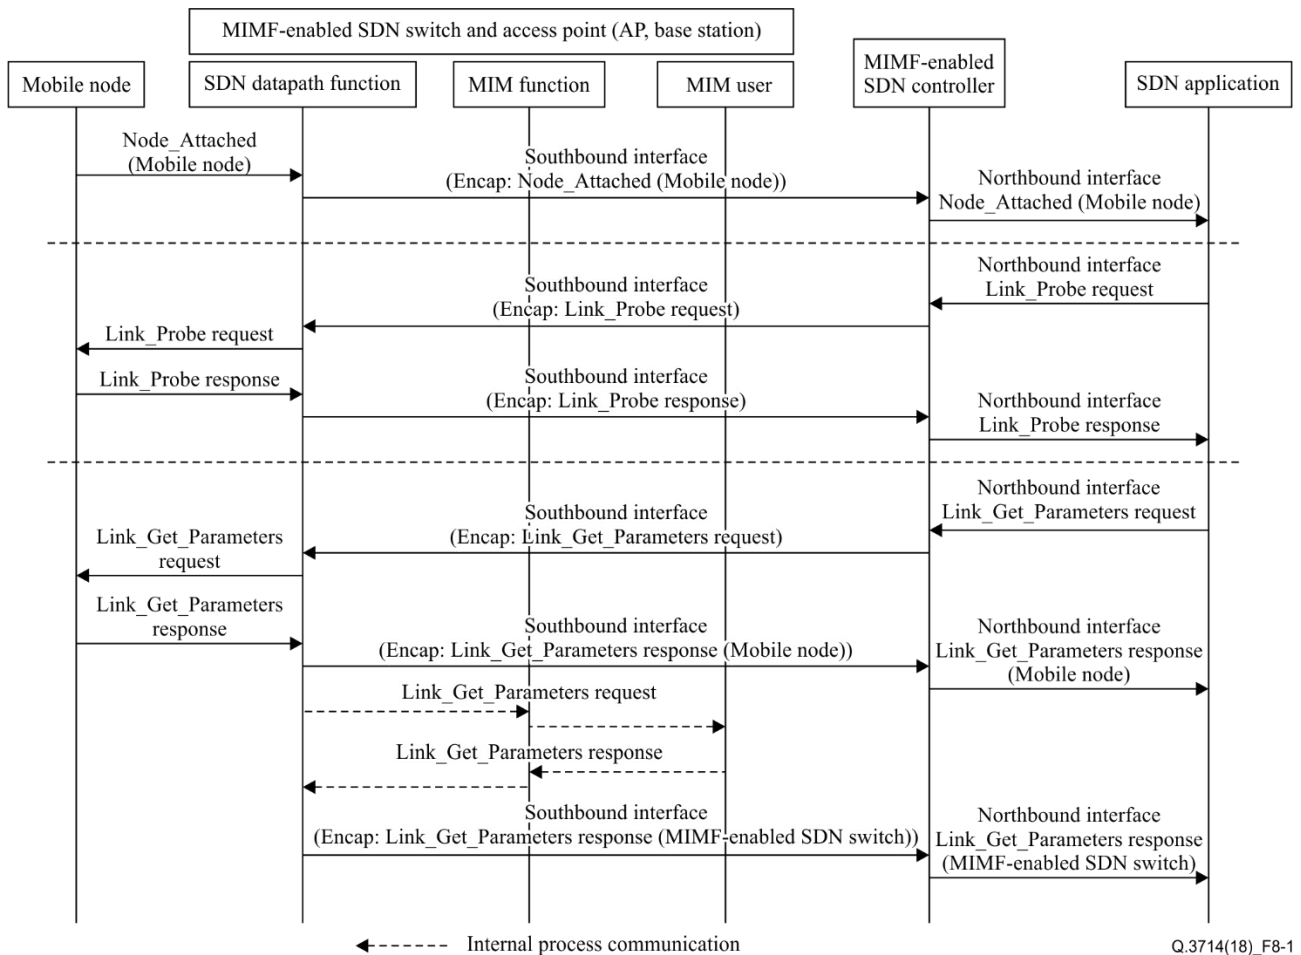 MIMF-enabled SDN switch and access point (AP, base station)
Mobile node
SDN datapath function
MIM function
MIM user
MIMF-enabled
SDN controller
SDN application
Node_Attached
(Mobile node)
Southbound interface
(Encap: Node_Attached (Mobile node))
Northbound interface
Node_Attached (Mobile node)
Northbound interface
Link_Probe request
Southbound interface
(Encap: Link_Probe request)
Link_Probe request
Link_Probe response
Southbound interface
(Encap: Link_Probe response)
Northbound interface
Link_Probe response
Northbound interface
Link_Get_Parameters request
Southbound interface
(Encap: Link_Get_Parameters request)
Link_Get_Parameters
request
Link_Get_Parameters
response
Southbound interface
(Encap: Link_Get_Parameters response (Mobile node))
Northbound interface
Link_Get_Parameters response
(Mobile node)
Link_Get_Parameters request
Link_Get_Parameters response
Southbound interface
(Encap: Link_Get_Parameters response (MIMF-enabled SDN switch))
Northbound interface
Link_Get_Parameters response
(MIMF-enabled SDN switch)
Internal process communication
Q.3714(18)_F8-1